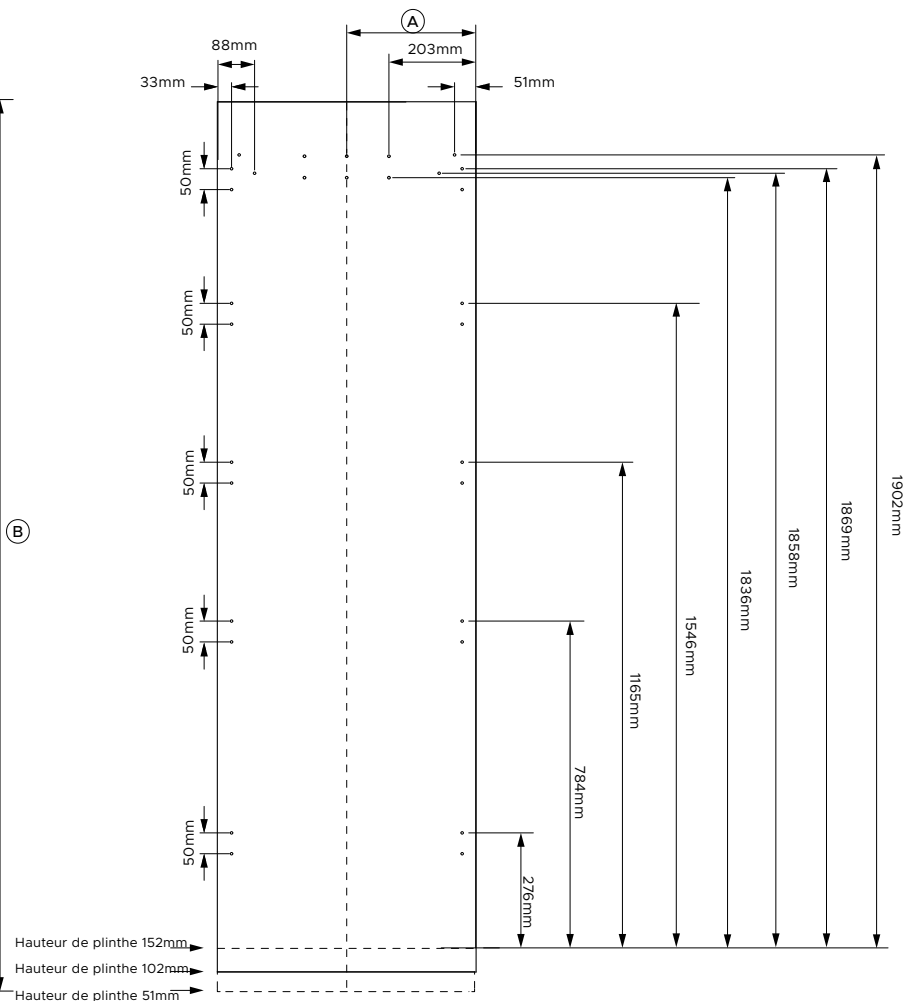 A
88mm
203mm
33mm
51mm
50mm
50mm
50mm
50mm
50mm
B
1902mm
1869mm
1858mm
1836mm
1546mm
1165mm
784mm
276mm
Hauteur de plinthe 152mm
Hauteur de plinthe 102mm
Hauteur de plinthe 51mm